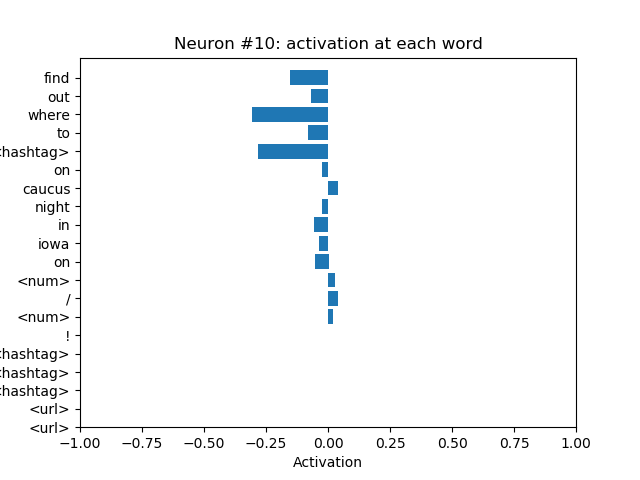 Neuron #10: activation at each word
find
out
where
to
hashtag>
on
caucus
night
in
iowa
on
<num>
/
<num>
!
hashtag>
hashtag>
hashtag>
<url>
<url>
−1.00 −0.75 −0.50 −0.25 0.00 0.25 0.50 0.75 1.00
Activation